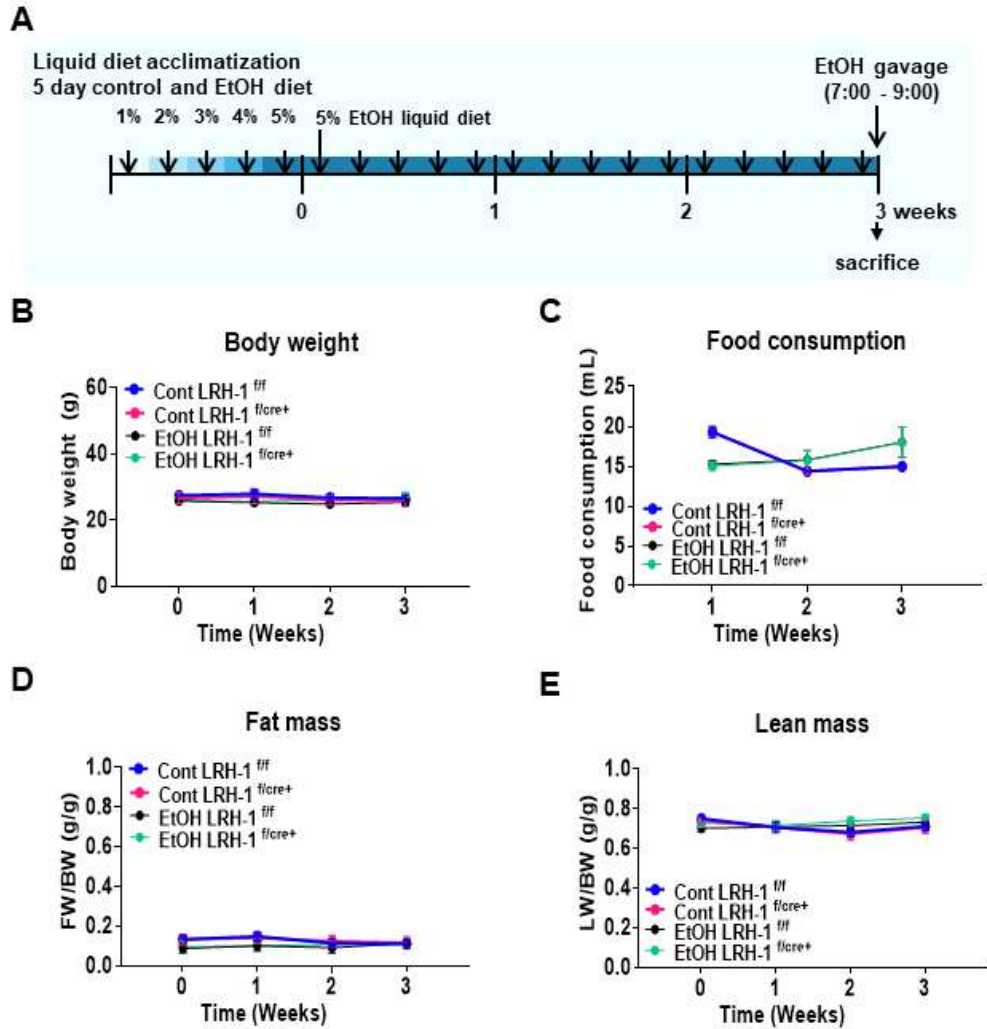 A
Liquid diet acclimatization
5 day control and EtOH diet
1% 2% 3% 4% 5% 5% EtOH liquid diet
EtOH gavage
(7:00 - 9:00)
0 1 2 3 weeks
sacrifice
B
Body weight
Body weight (g)
60
40
20
0
Cont LRH-1 f/f
Cont LRH-1 f/cre+
EtOH LRH-1 f/f
EtOH LRH-1 f/cre+
0 1 2 3
Time (Weeks)
C
Food consumption
Food consumption (mL)
25
20
15
10
5
0
Cont LRH-1 f/f
Cont LRH-1 f/cre+
EtOH LRH-1 f/f
EtOH LRH-1 f/cre+
1 2 3
Time (Weeks)
D
Fat mass
FW/BW (g/g)
1.0
0.8
0.6
0.4
0.2
0.0
Cont LRH-1 f/f
Cont LRH-1 f/cre+
EtOH LRH-1 f/f
EtOH LRH-1 f/cre+
0 1 2 3
Time (Weeks)
E
Lean mass
LW/BW (g/g)
1.0
0.8
0.6
0.4
0.2
0.0
Cont LRH-1 f/f
Cont LRH-1 f/cre+
EtOH LRH-1 f/f
EtOH LRH-1 f/cre+
0 1 2 3
Time (Weeks)